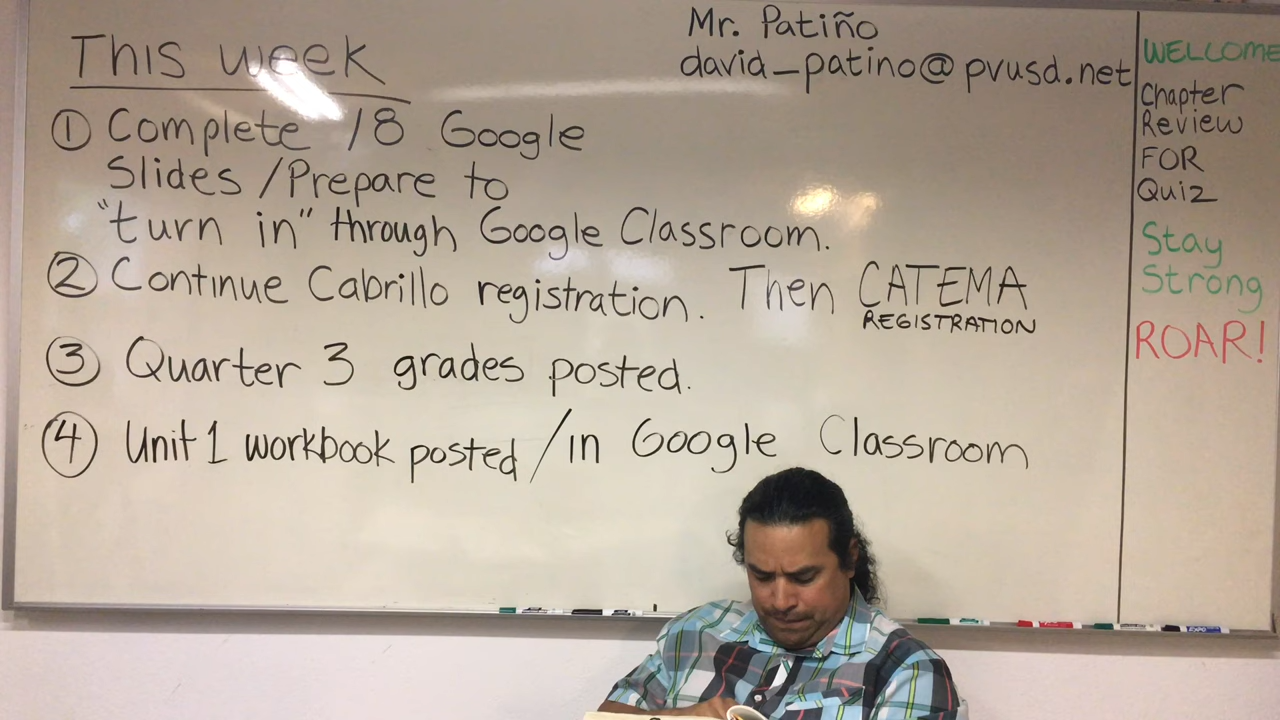 This week
① Complete /8 Google
Slides / Prepare to
"turn in" through Google Classroom.
② Continue Cabrillo registration. Then CATEMA
REGISTRATION
③ Quarter 3 grades posted.
④ Unit 1 workbook posted / in Google Classroom
Mr. Patiño
david_patino@pvusd.net
WELCOME
Chapter
Review
FOR
Quiz
Stay
Strong
ROAR!
EXPO